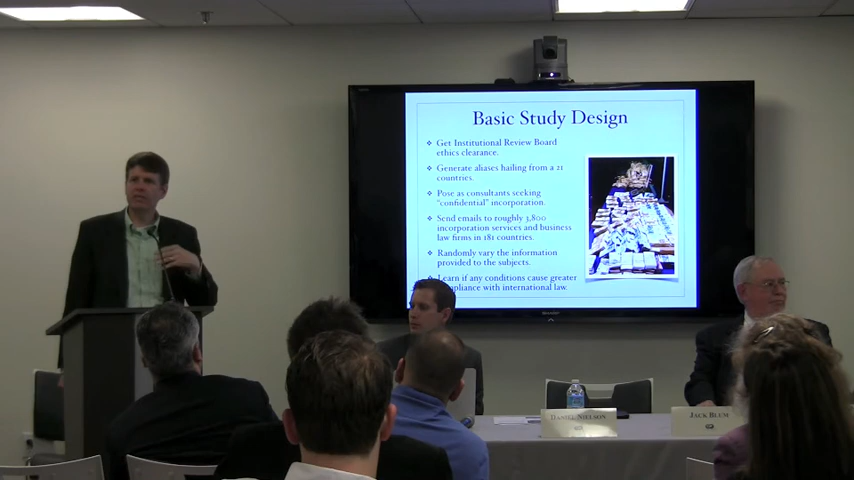 Basic Study Design
❖ Get Institutional Review Board
ethics clearance.
❖ Generate aliases hailing from a 21
countries.
❖ Pose as consultants seeking
"confidential" incorporation.
❖ Send emails to roughly 3,800
incorporation services and business
law firms in 181 countries.
❖ Randomly vary the information
provided to the subjects.
❖ Learn if any conditions cause greater
mpliance with international law.
Daniel Nielson
Jack Blum